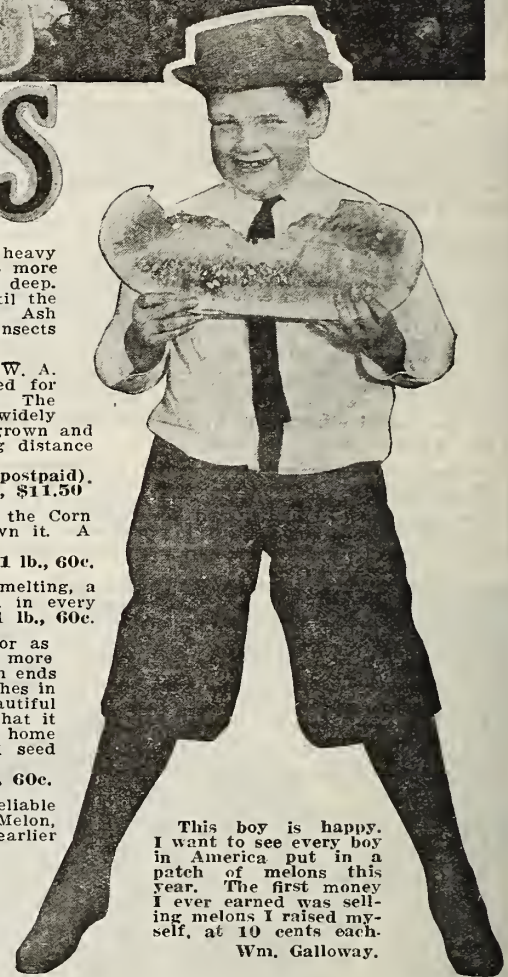 S
heavy
more
deep.
til the
Ash
nsects
W. A.
ed for
The
widely
grown and
g distance
postpaid).
, $11.50
the Corn
wn it. A
1 lb., 60c.
melting, a
in every
1 lb., 60c.
or as
more
n ends
hes in
autiful
hat it
home
seed
60c.
eliable
Melon,
earlier
This boy is happy.
I want to see every boy
in America put in a
patch of melons this
year. The first money
I ever earned was sell-
ing melons I raised my-
self, at 10 cents each.
Wm. Galloway.